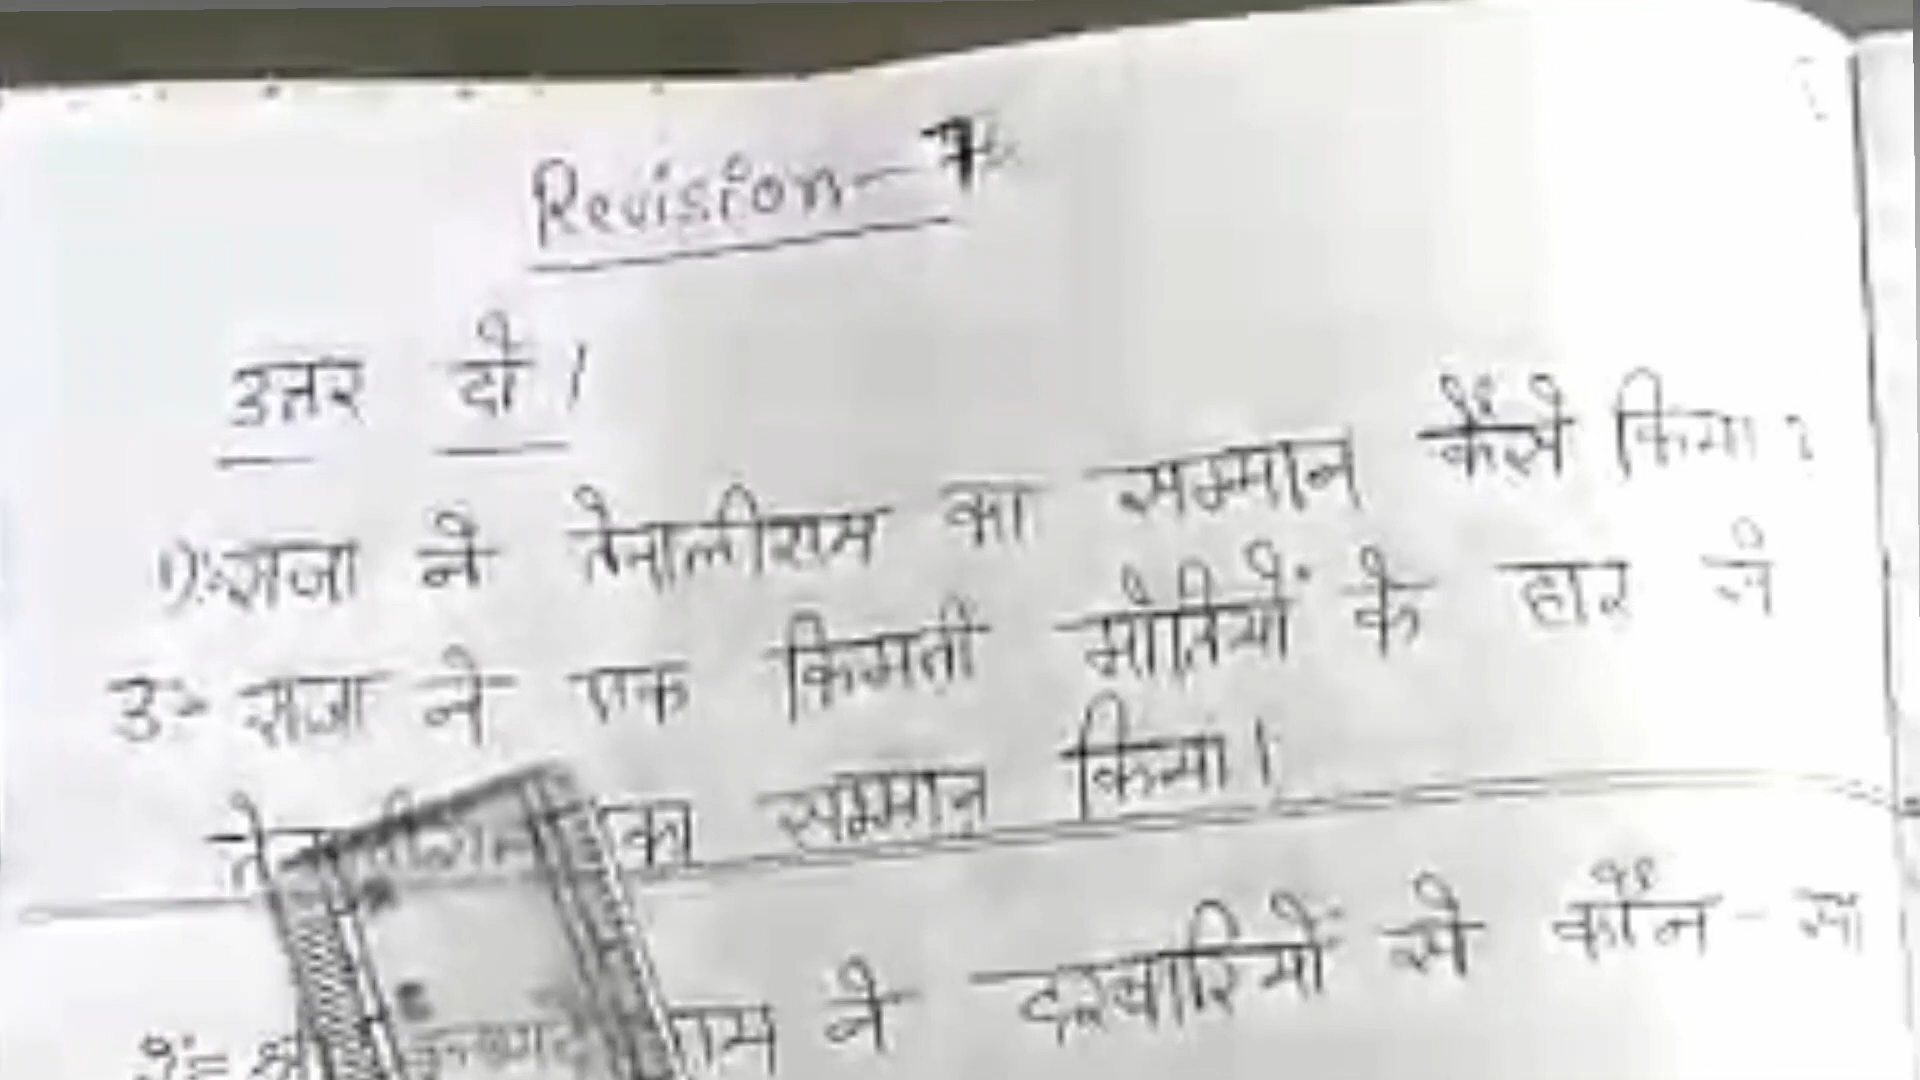 Revision-7
उत्तर दो।
1):- राजा ने तेनालीराम का सम्मान कैसे किया?
उ:- राजा ने एक किमती मोतियों के हार से
का सम्मान किया।
ने दरबारियों से कौन-सा